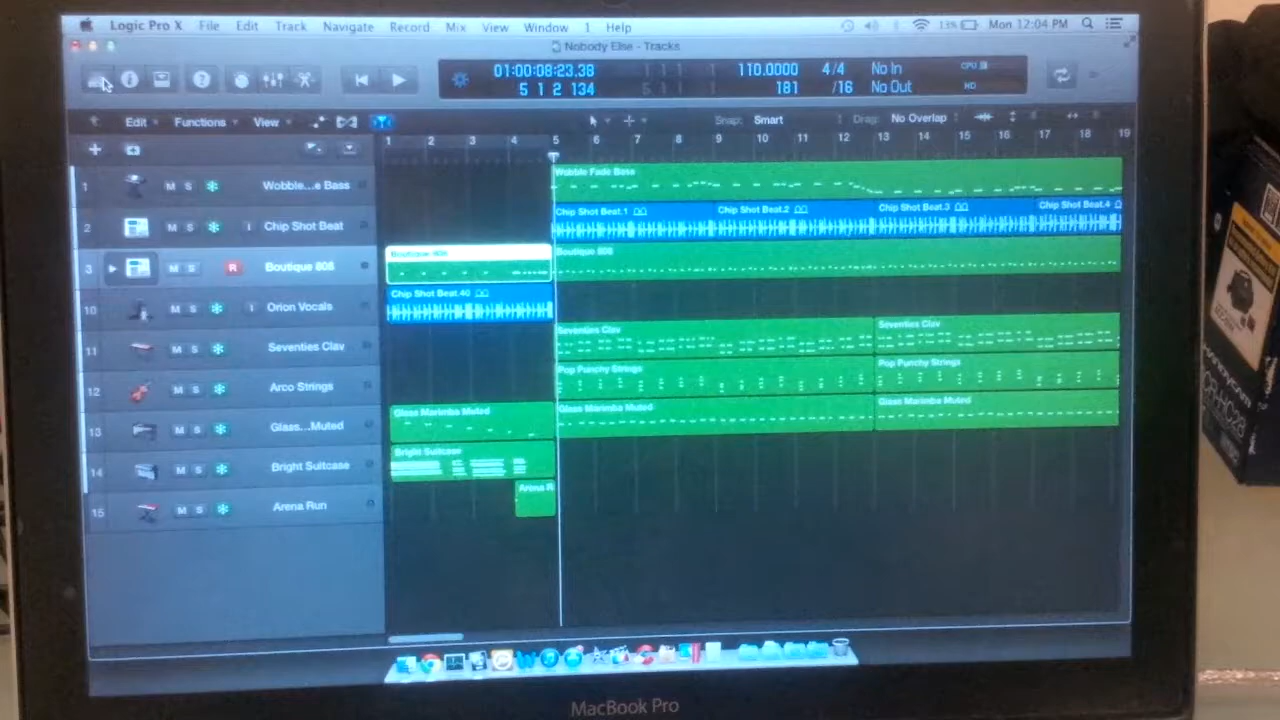 Logic Pro X File Edit Track Navigate Record Mix View Window 1 Help 13% Mon 12:04 PM
Nobody Else - Tracks
01:00:08:23.38 1 1 1 110.0000 4/4 No In CPU
5 1 2 134 181 /16 No Out HD
Edit Functions View Snap: Smart Drag: No Overlap
1 2 3 4 5 6 7 8 9 10 11 12 13 14 15 16 17 18 19
1 M S Wobble...e Bass Wobble Fade Bass
2 M S I Chip Shot Beat Chip Shot Beat.1 Chip Shot Beat.2 Chip Shot Beat.3 Chip Shot Beat.4
3 M S R Boutique 808 Boutique 808 Boutique 808
10 M S I Orion Vocals Chip Shot Beat.40
11 M S Seventies Clav Seventies Clav Seventies Clav
12 M S Arco Strings Pop Punchy Strings Pop Punchy Strings
13 M S Glass...Muted Glass Marimba Muted Glass Marimba Muted Glass Marimba Muted
14 M S Bright Suitcase Bright Suitcase
15 M S Arena Run Arena R
MacBook Pro